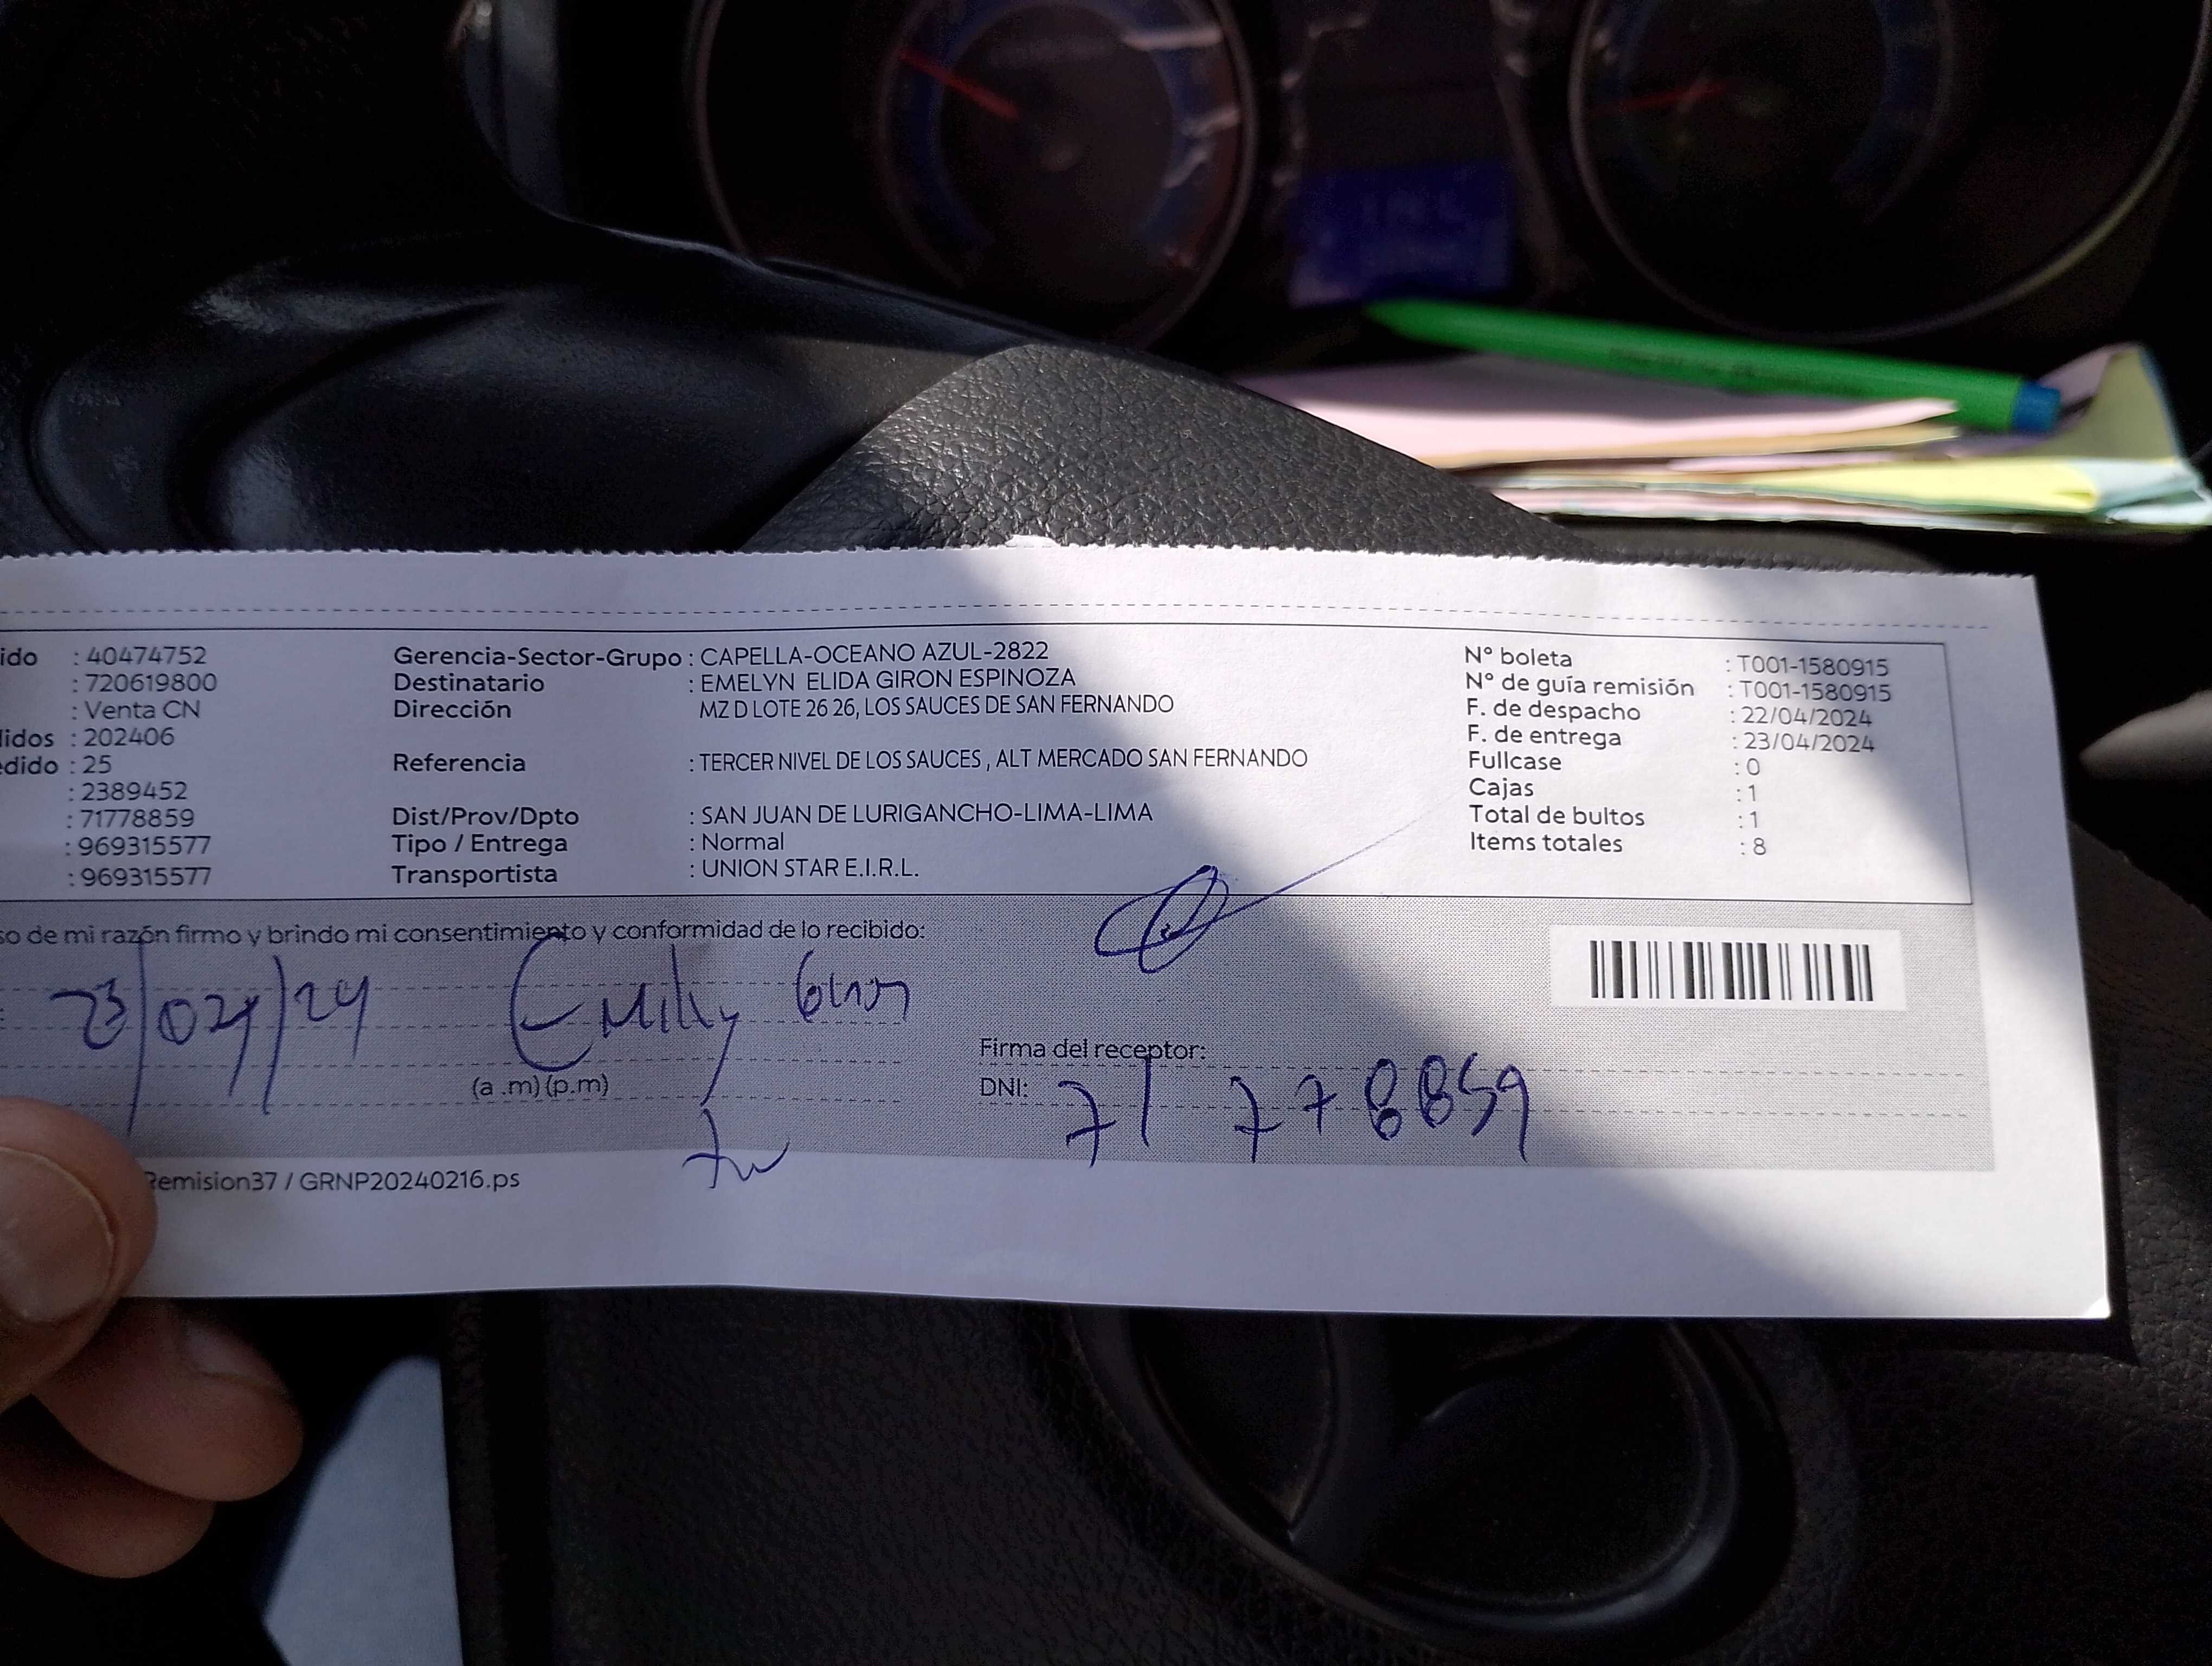 ido : 40474752 Gerencia-Sector-Grupo : CAPELLA-OCEANO AZUL-2822 N° boleta : T001-1580915
: 720619800 Destinatario : EMELYN ELIDA GIRON ESPINOZA N° de guía remisión : T001-1580915
: Venta CN Dirección MZ D LOTE 26 26, LOS SAUCES DE SAN FERNANDO F. de despacho : 22/04/2024
lidos : 202406 F. de entrega : 23/04/2024
edido : 25 Referencia : TERCER NIVEL DE LOS SAUCES , ALT MERCADO SAN FERNANDO Fullcase : 0
: 2389452 Cajas : 1
: 71778859 Dist/Prov/Dpto : SAN JUAN DE LURIGANCHO-LIMA-LIMA Total de bultos : 1
: 969315577 Tipo / Entrega : Normal Items totales : 8
: 969315577 Transportista : UNION STAR E.I.R.L.
so de mi razón firmo y brindo mi consentimiento y conformidad de lo recibido:
: 23/04/24 Emily Giron
Firma del receptor:
(a .m) (p.m) DNI: 71778859
Remision37 / GRNP20240216.ps